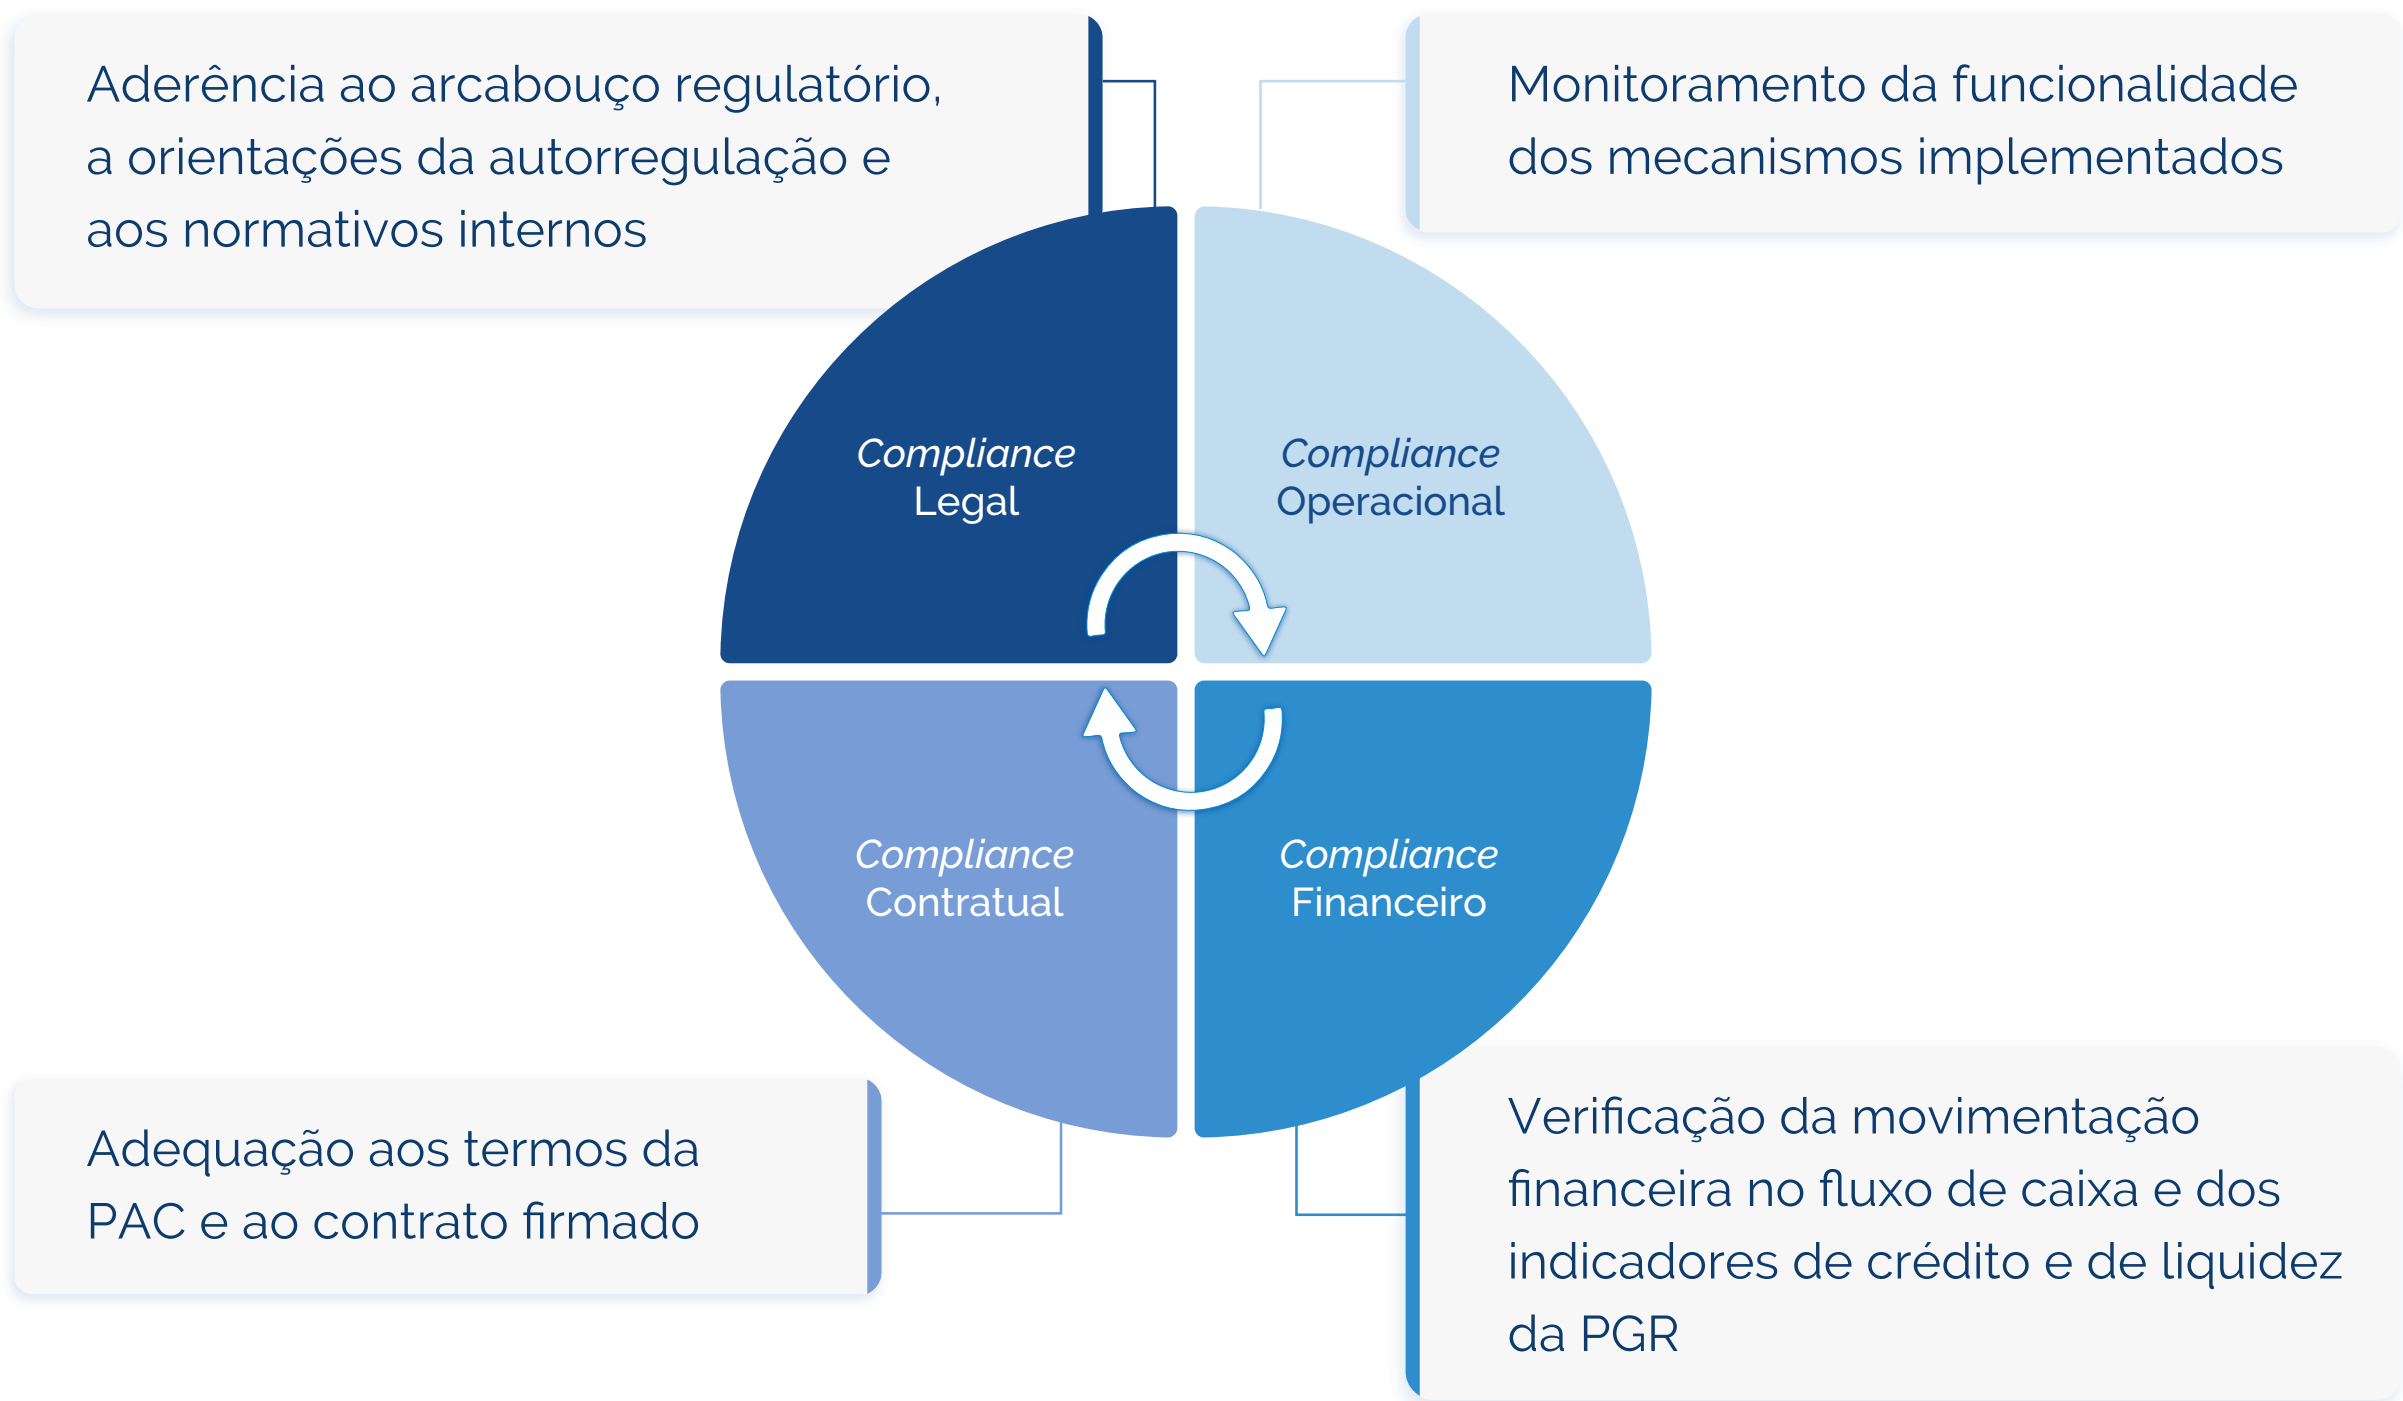 Aderência ao arcabouço regulatório,
a orientações da autorregulação e
aos normativos internos
Monitoramento da funcionalidade
dos mecanismos implementados
Compliance
Legal
Compliance
Operacional
Compliance
Contratual
Compliance
Financeiro
Adequação aos termos da
PAC e ao contrato firmado
Verificação da movimentação
financeira no fluxo de caixa e dos
indicadores de crédito e de liquidez
da PGR